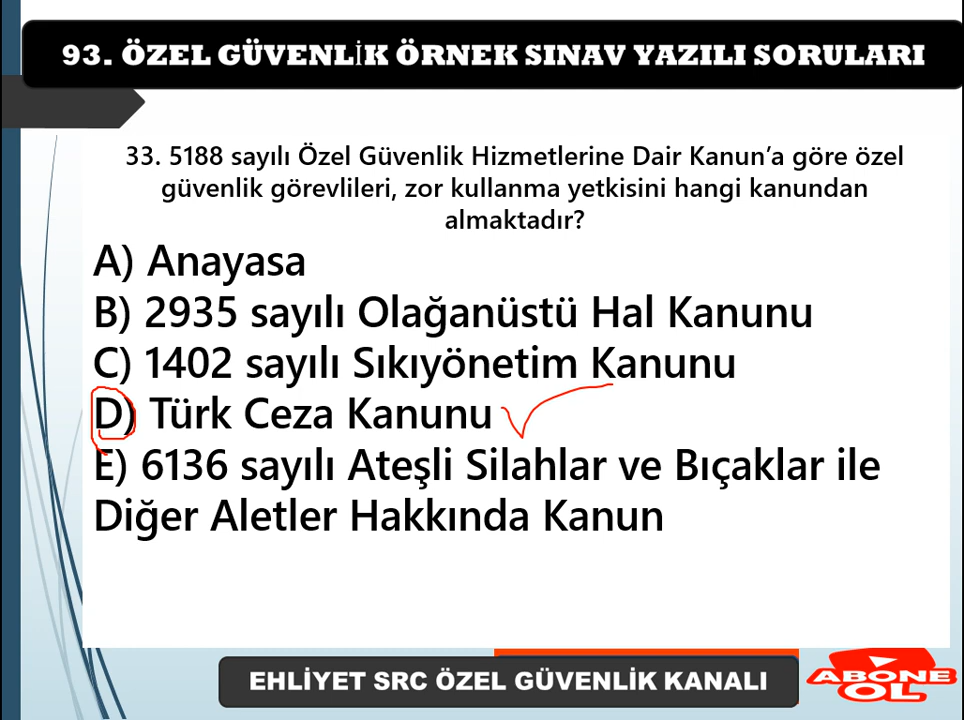 93. ÖZEL GÜVENLİK ÖRNEK SINAV YAZILI SORULARI
33. 5188 sayılı Özel Güvenlik Hizmetlerine Dair Kanun’a göre özel
güvenlik görevlileri, zor kullanma yetkisini hangi kanundan
almaktadır?
A) Anayasa
B) 2935 sayılı Olağanüstü Hal Kanunu
C) 1402 sayılı Sıkıyönetim Kanunu
D) Türk Ceza Kanunu
E) 6136 sayılı Ateşli Silahlar ve Bıçaklar ile
Diğer Aletler Hakkında Kanun
EHLİYET SRC ÖZEL GÜVENLİK KANALI
ABONE
OL